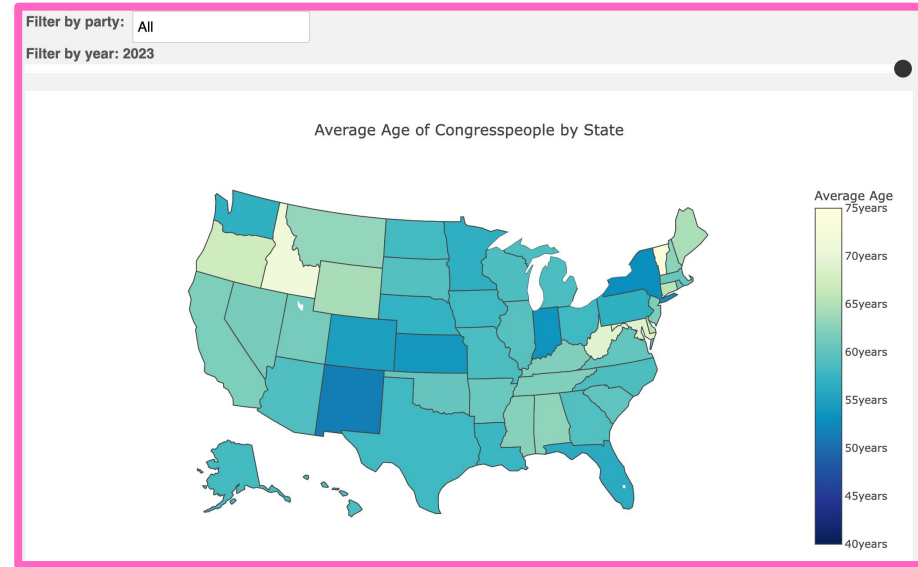 Filter by party: All
Filter by year: 2023
Average Age of Congresspeople by State
Average Age
75years
70years
65years
60years
55years
50years
45years
40years